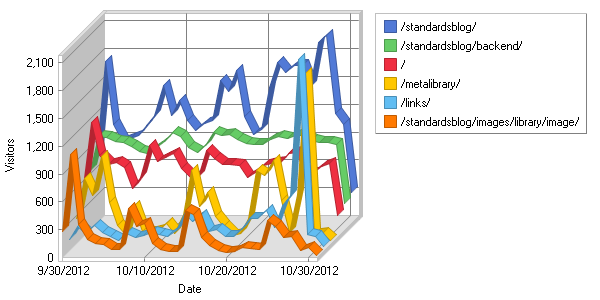 2,100
1,800
1,500
1,200
900
600
300
0
Visitors
9/30/2012
10/10/2012
10/20/2012
10/30/2012
Date
/standardsblog/
/standardsblog/backend/
/
/metalibrary/
/links/
/standardsblog/images/library/image/